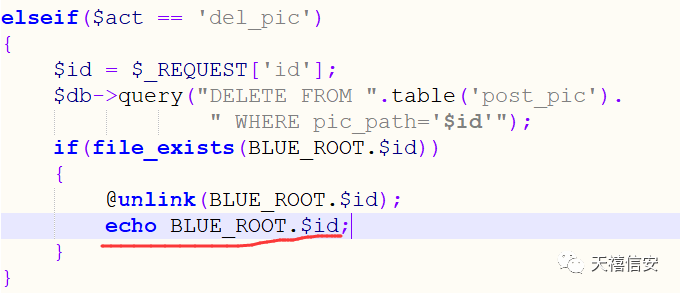 elseif($act == 'del_pic')
{
    $id = $_REQUEST['id'];
    $db->query("DELETE FROM ".table('post_pic').
               " WHERE pic_path='$id'");
    if(file_exists(BLUE_ROOT.$id))
    {
        @unlink(BLUE_ROOT.$id);
        echo BLUE_ROOT.$id;
    }
}
天禧信安